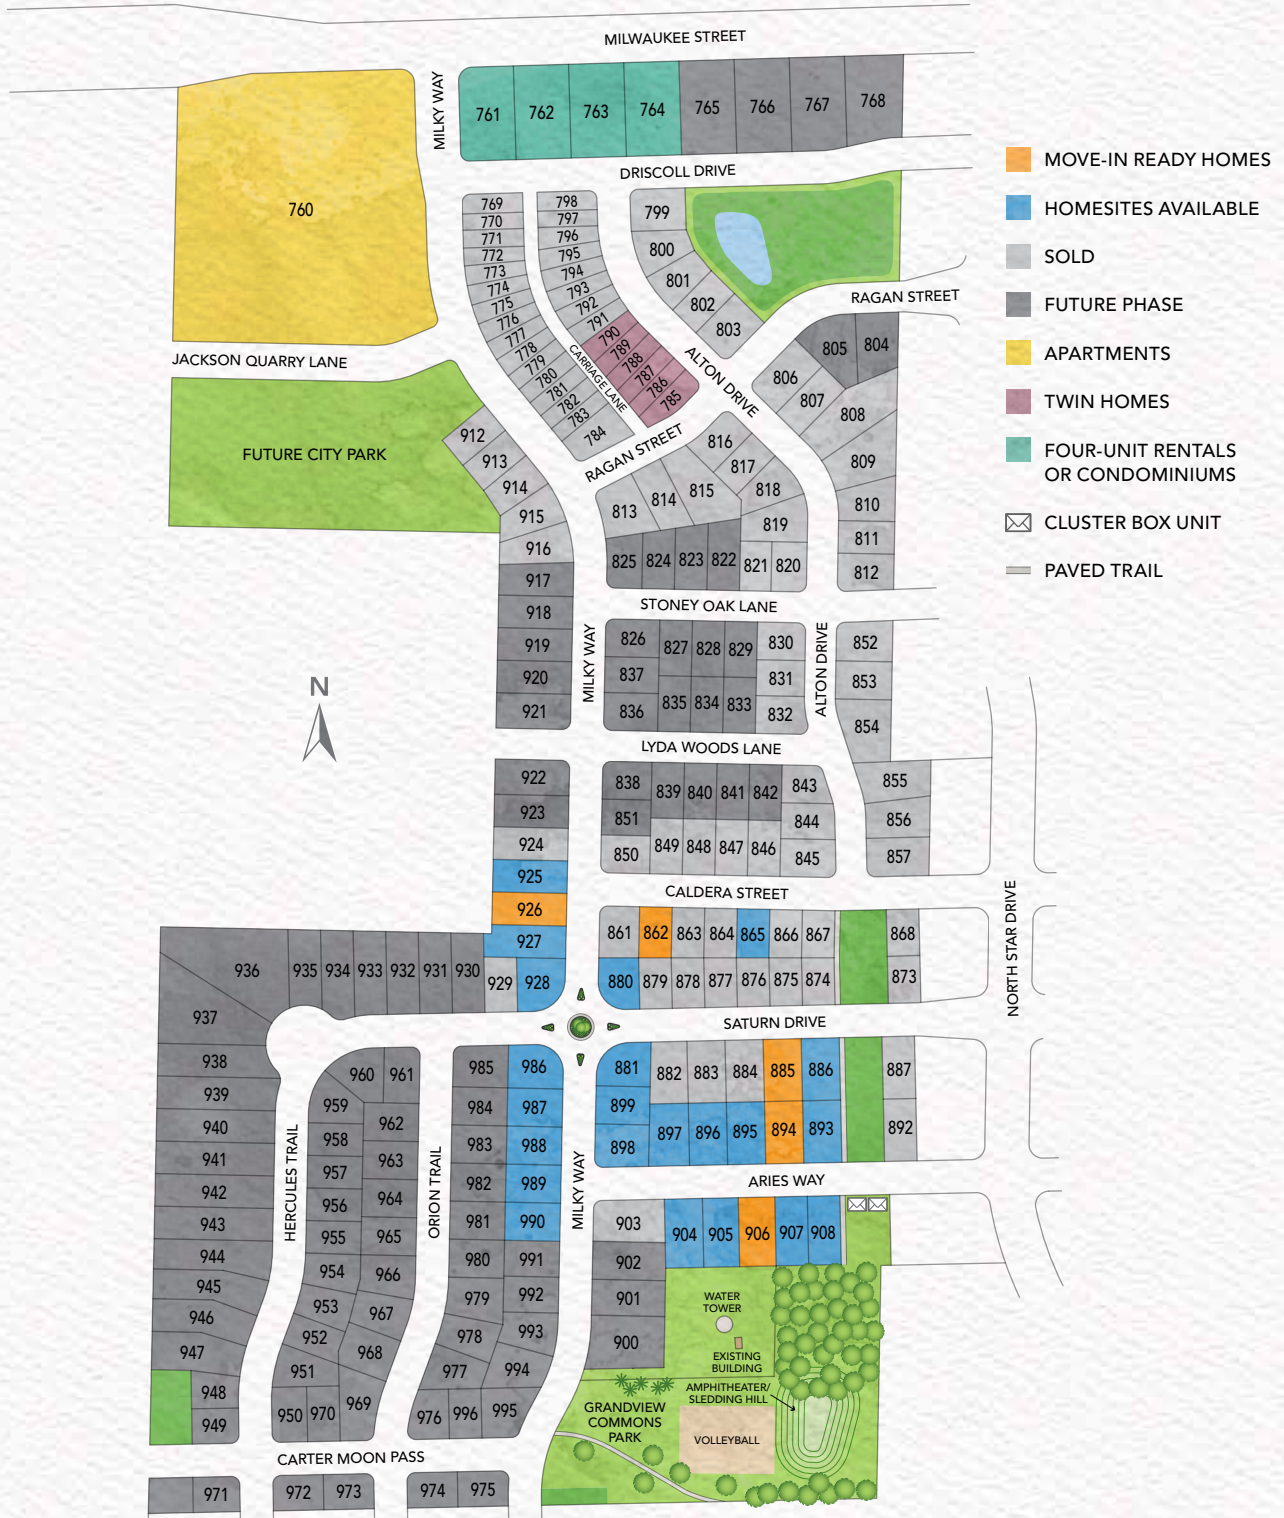 MILWAUKEE STREET
MILKY WAY
761 762 763 764 765 766 767 768
DRISCOLL DRIVE
760
JACKSON QUARRY LANE
FUTURE CITY PARK
769
770
771
772
773
774
775
776
777
778
779
780
781
782
783
784
798
797
796
795
794
793
792
791
790
789
788
787
786
785
CARRIAGE LANE
799
800
801
802
803
ALTON DRIVE
RAGAN STREET
805 804
806
807
808
809
810
811
812
RAGAN STREET
816
817
818
819
813 814 815
825 824 823 822 821 820
STONEY OAK LANE
912
913
914
915
916
917
918
919
920
921
MILKY WAY
826 827 828 829 830
837 831
836 835 834 833 832
ALTON DRIVE
852
853
854
855
856
857
LYDA WOODS LANE
922
923
924
925
926
927
928
929
838 839 840 841 842 843
851 844
850 849 848 847 846 845
CALDERA STREET
861 862 863 864 865 866 867 868
880 879 878 877 876 875 874 873
NORTH STAR DRIVE
SATURN DRIVE
936 935 934 933 932 931 930
937
938
939
940
941
942
943
944
945
946
947
948
949
HERCULES TRAIL
960 961
959
958
957
956
955
954
953
952
951
950 970 969
962
963
964
965
966
967
968
ORION TRAIL
985 986
984 987
983 988
982 989
981 990
980 991
979 992
978 993
977 994
976 996 995
MILKY WAY
881 882 883 884 885 886 887
899
898 897 896 895 894 893 892
ARIES WAY
903 904 905 906 907 908
902
901
900
WATER
TOWER
EXISTING
BUILDING
AMPHITHEATER/
SLEDDING HILL
GRANDVIEW
COMMONS
PARK
VOLLEYBALL
CARTER MOON PASS
971 972 973 974 975
N
MOVE-IN READY HOMES
HOMESITES AVAILABLE
SOLD
FUTURE PHASE
APARTMENTS
TWIN HOMES
FOUR-UNIT RENTALS
OR CONDOMINIUMS
CLUSTER BOX UNIT
PAVED TRAIL